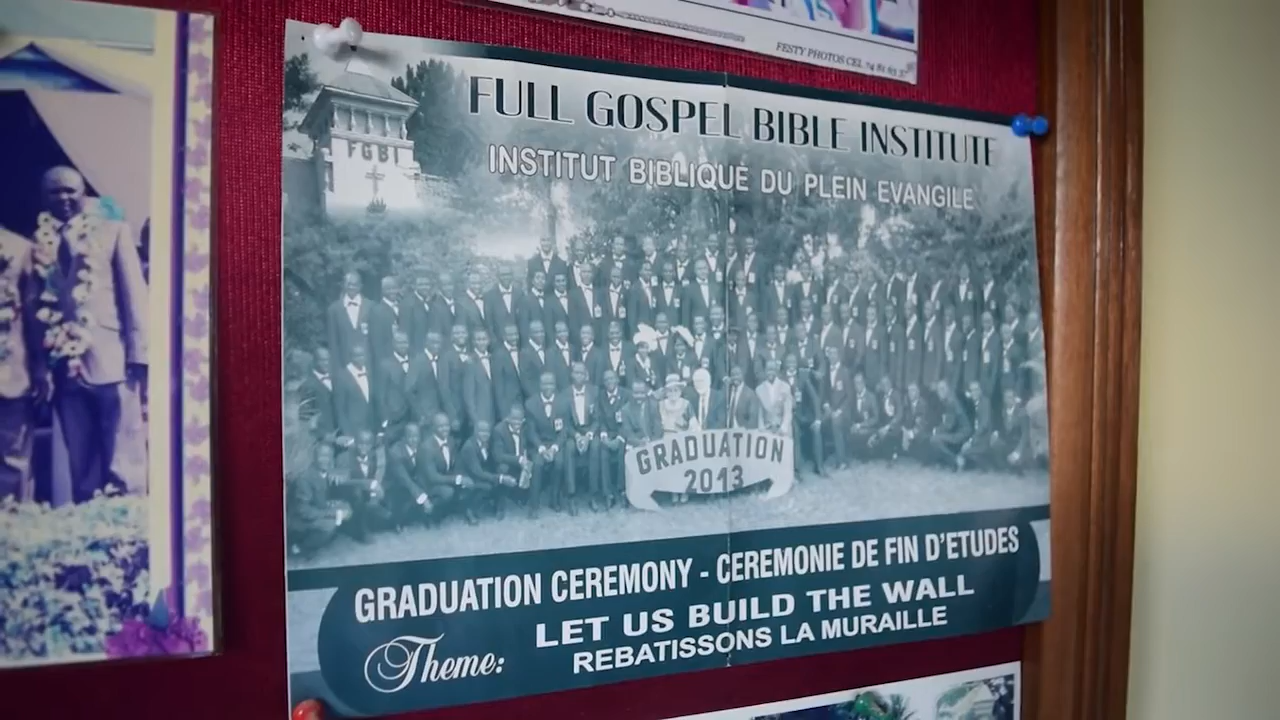 FESTY PHOTOS CEL
FULL GOSPEL BIBLE INSTITUTE
INSTITUT BIBLIQUE DU PLEIN EVANGILE
FGBI
GRADUATION
2013
GRADUATION CEREMONY - CEREMONIE DE FIN D'ETUDES
Theme: LET US BUILD THE WALL
REBATISSONS LA MURAILLE